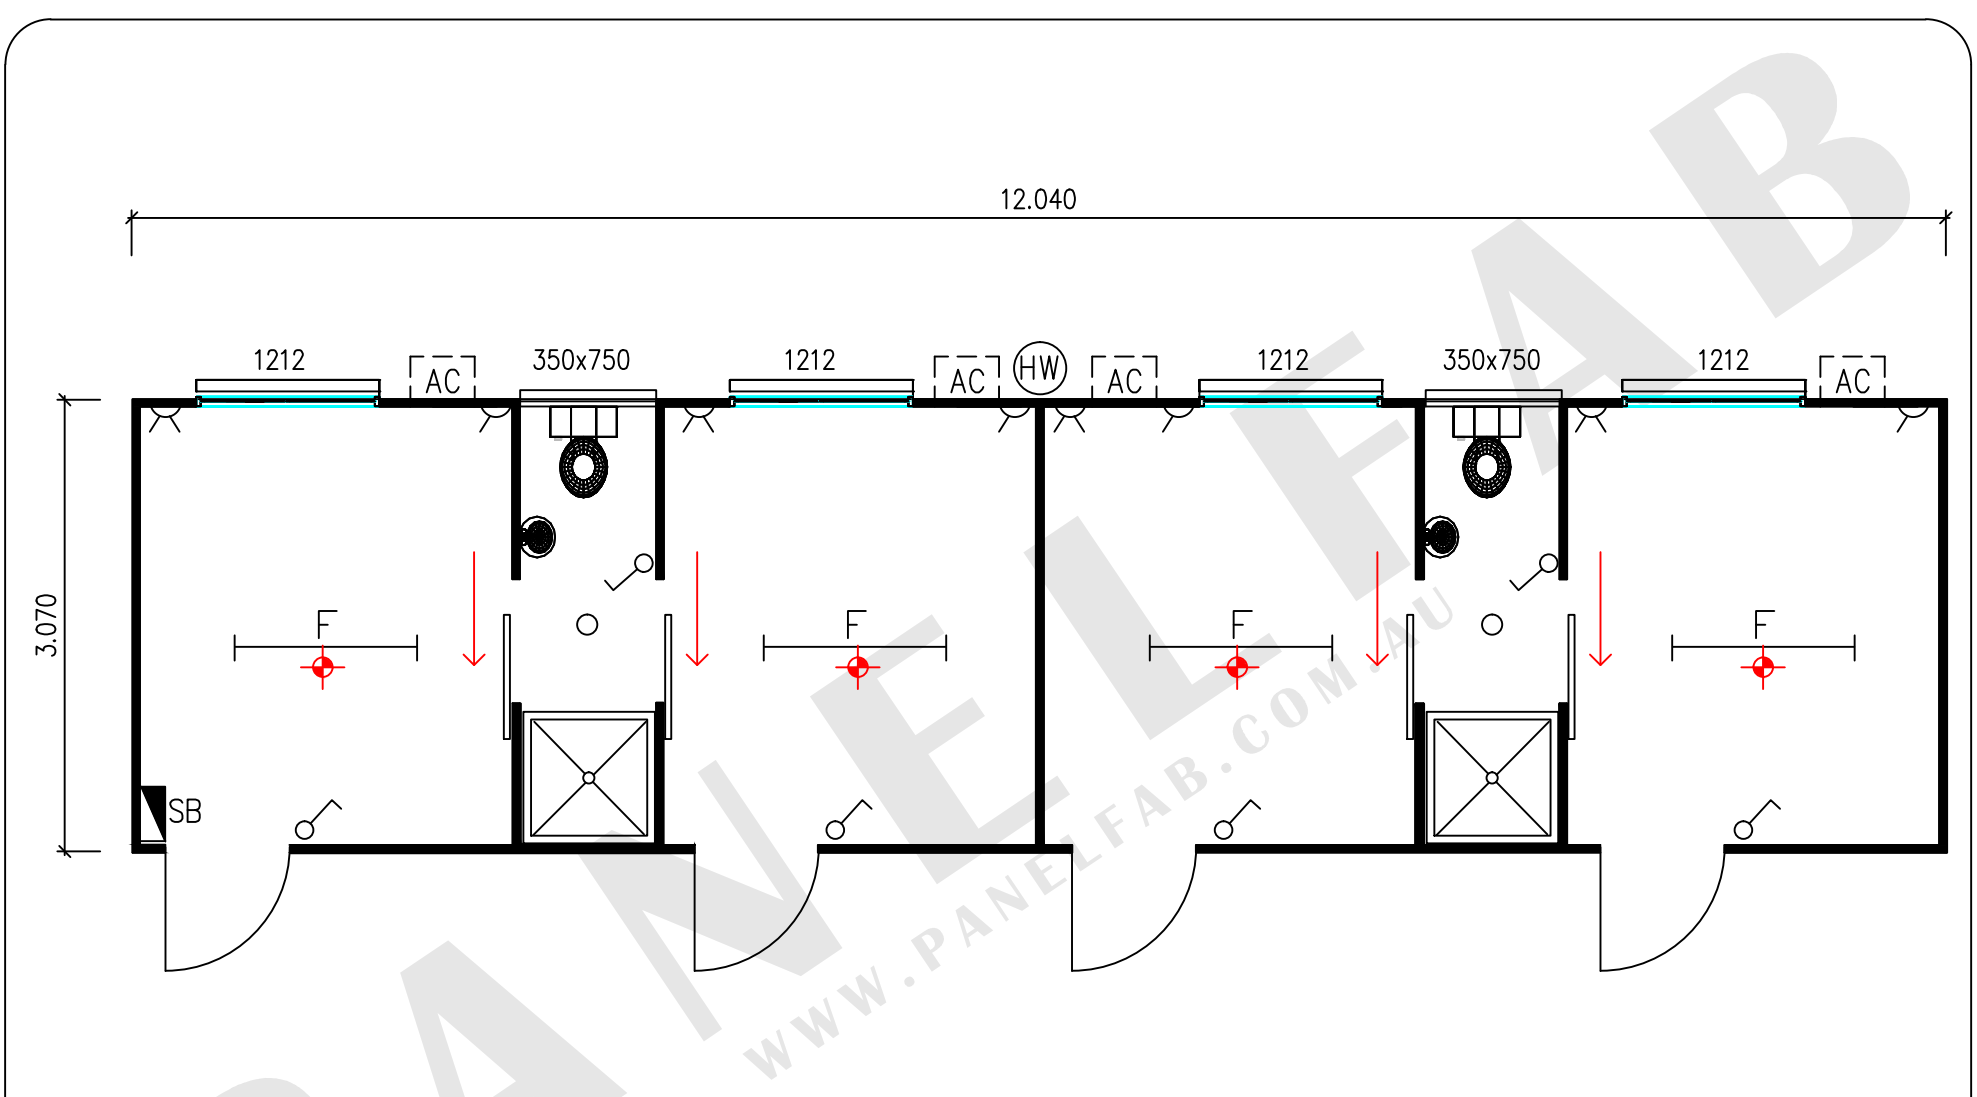 12.040
1212 350x750 1212 1212 350x750 1212
AC AC HW AC AC
3.070
F F F F
SB
PANELFAB
WWW.PANELFAB.COM.AU